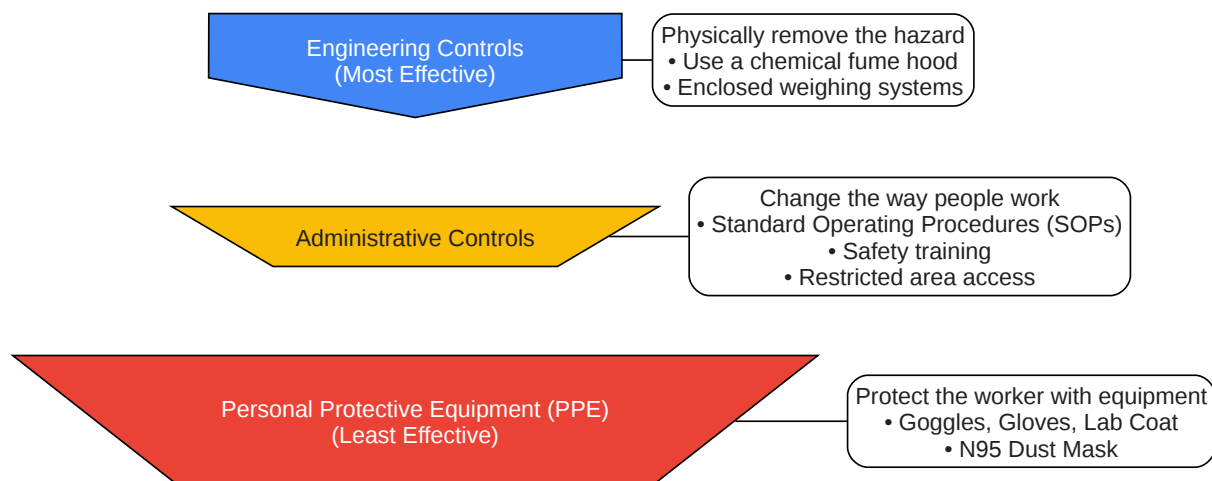 Engineering Controls
(Most Effective)
Physically remove the hazard
• Use a chemical fume hood
• Enclosed weighing systems
Administrative Controls
Change the way people work
• Standard Operating Procedures (SOPs)
• Safety training
• Restricted area access
Personal Protective Equipment (PPE)
(Least Effective)
Protect the worker with equipment
• Goggles, Gloves, Lab Coat
• N95 Dust Mask